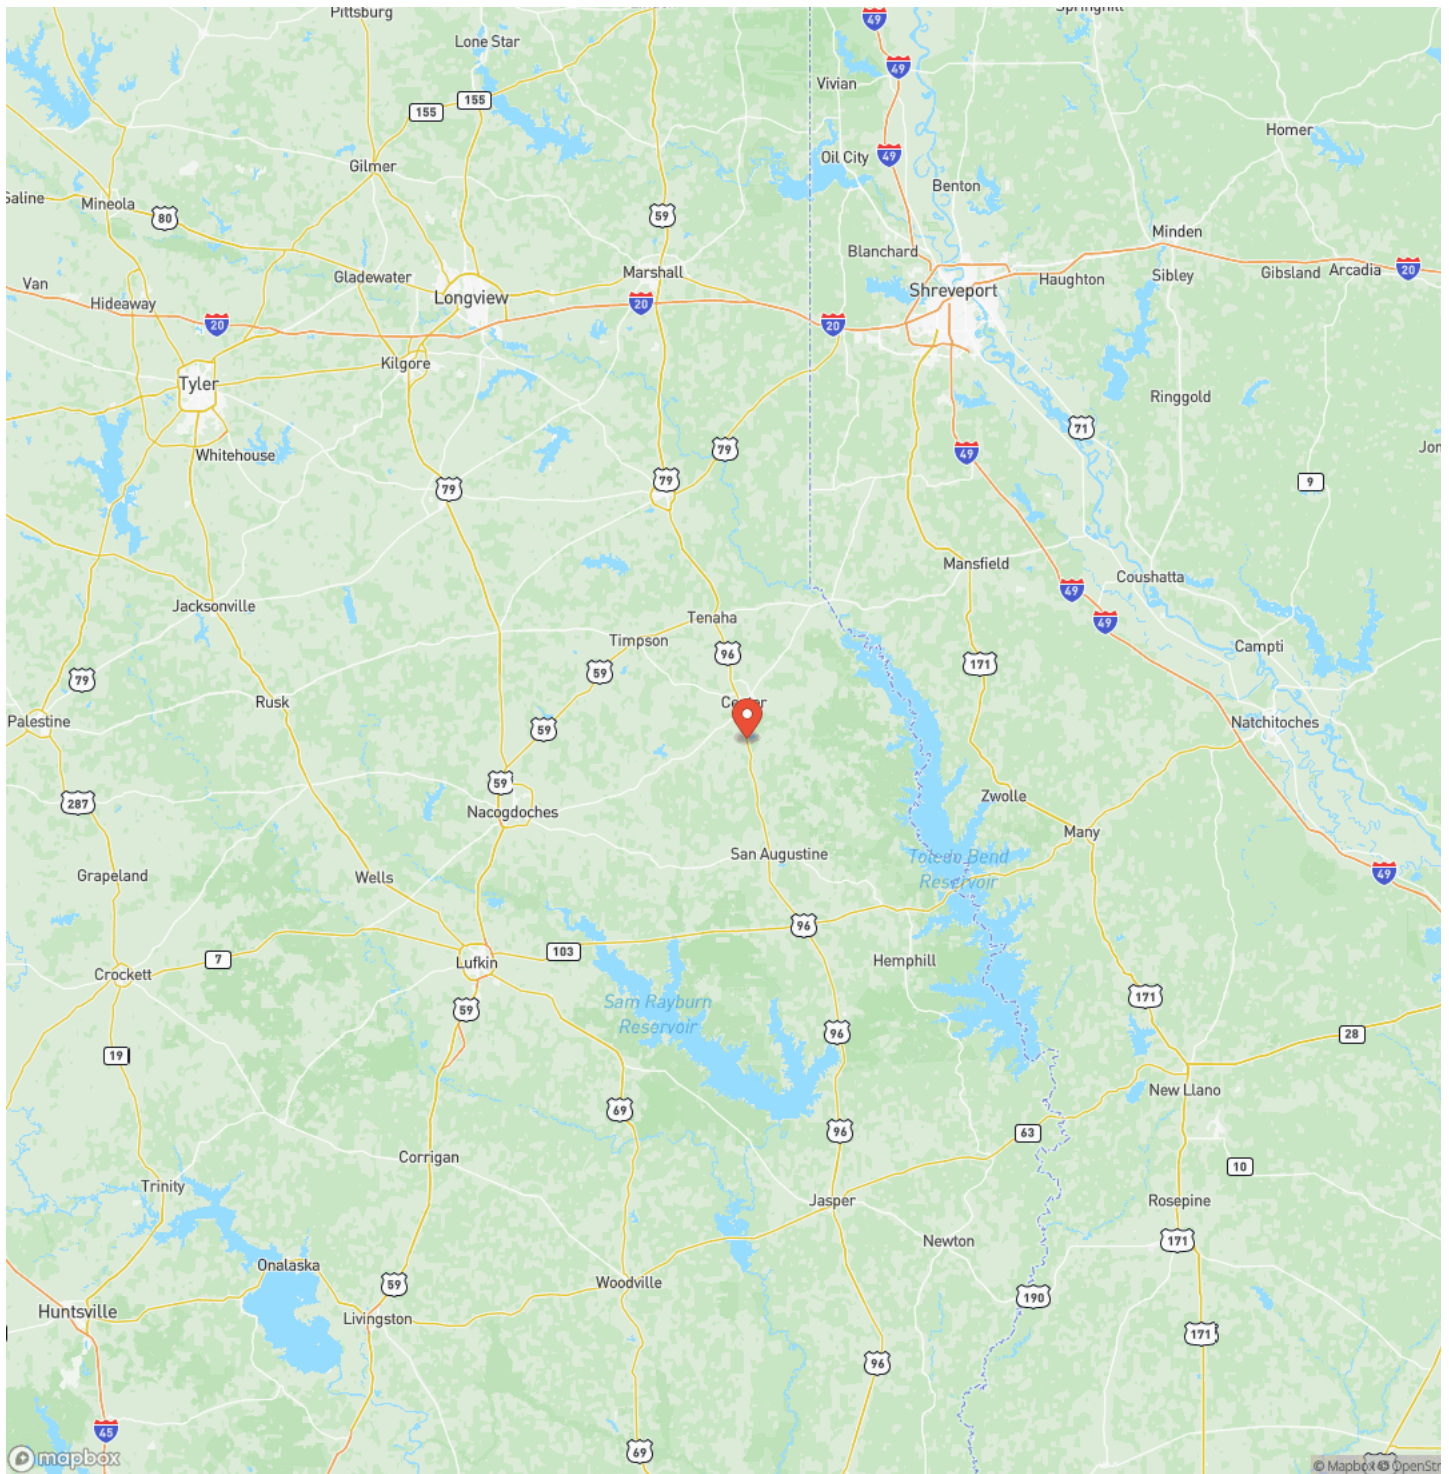 Pittsburg
49
Lone Star
49
Vivian
155
155
Homer
Oil City
49
Gilmer
Benton
Saline
Mineola
80
59
Minden
Blanchard
Marshall
Gladewater
Haughton
Sibley
Gibsland
Arcadia
20
Van
Longview
Shreveport
Hideaway
20
20
20
Kilgore
Tyler
Ringgold
71
Whitehouse
79
49
79
79
9
Mansfield
Coushatta
49
Jacksonville
Tenaha
49
Timpson
96
Campti
59
171
79
Rusk
Palestine
Natchitoches
59
59
287
Zwolle
Nacogdoches
Many
San Augustine
Toledo Bend
Reservoir
49
Grapeland
Wells
96
7
103
Lufkin
Hemphill
Crockett
59
Sam Rayburn
Reservoir
171
96
28
19
New Llano
69
96
63
Corrigan
10
Trinity
Jasper
Rosepine
Newton
171
Onalaska
59
Woodville
190
Huntsville
Livingston
171
96
45
69
mapbox
© Mapbox © OpenStr